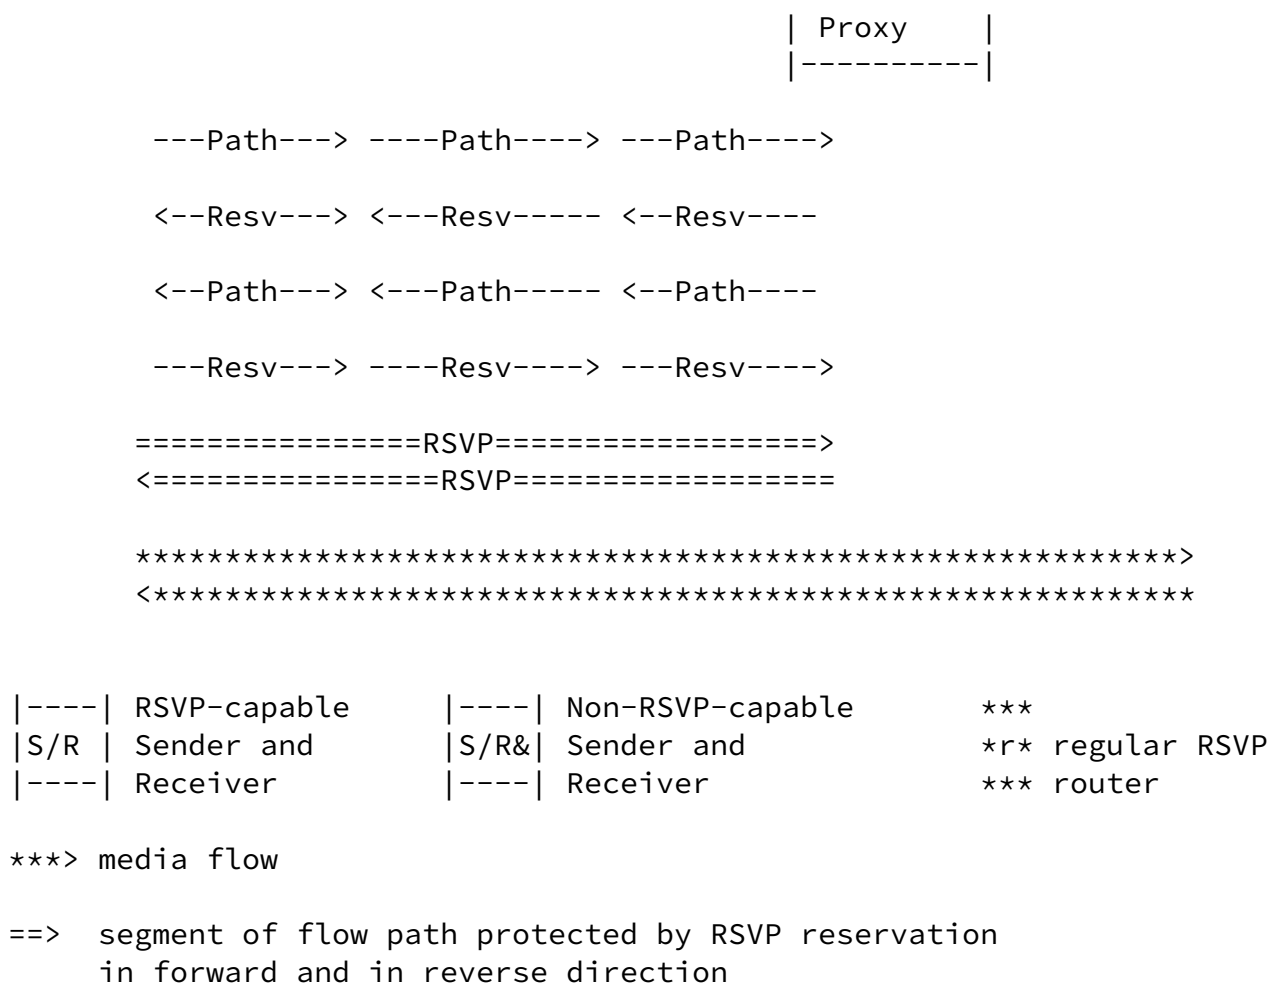 | Proxy    |
                                           |----------|
        ---Path---> ----Path----> ---Path---->
        <--Resv---> <---Resv----- <--Resv----
        <--Path---> <---Path----- <--Path----
        ---Resv---> ----Resv----> ---Resv---->
       ================RSVP==================>
       <================RSVP==================
       **********************************************************>
       <**********************************************************
|----| RSVP-capable     |----| Non-RSVP-capable       ***
|S/R | Sender and       |S/R&| Sender and             *r* regular RSVP
|----| Receiver         |----| Receiver               *** router
***> media flow
==>  segment of flow path protected by RSVP reservation
     in forward and in reverse direction